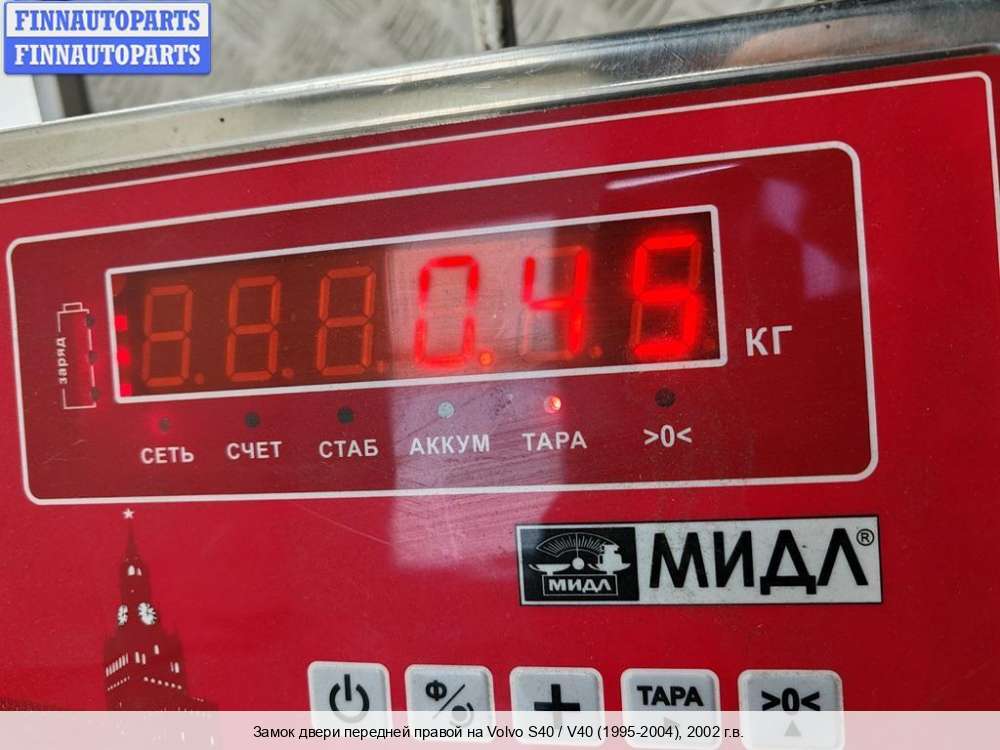 FINNAUTOPARTS
FINNAUTOPARTS
заряд
0.45
КГ
СЕТЬ СЧЕТ СТАБ АККУМ ТАРА >0<
МИДЛ МИДЛ®
Ф ТАРА >0<
Замок двери передней правой на Volvo S40 / V40 (1995-2004), 2002 г.в.